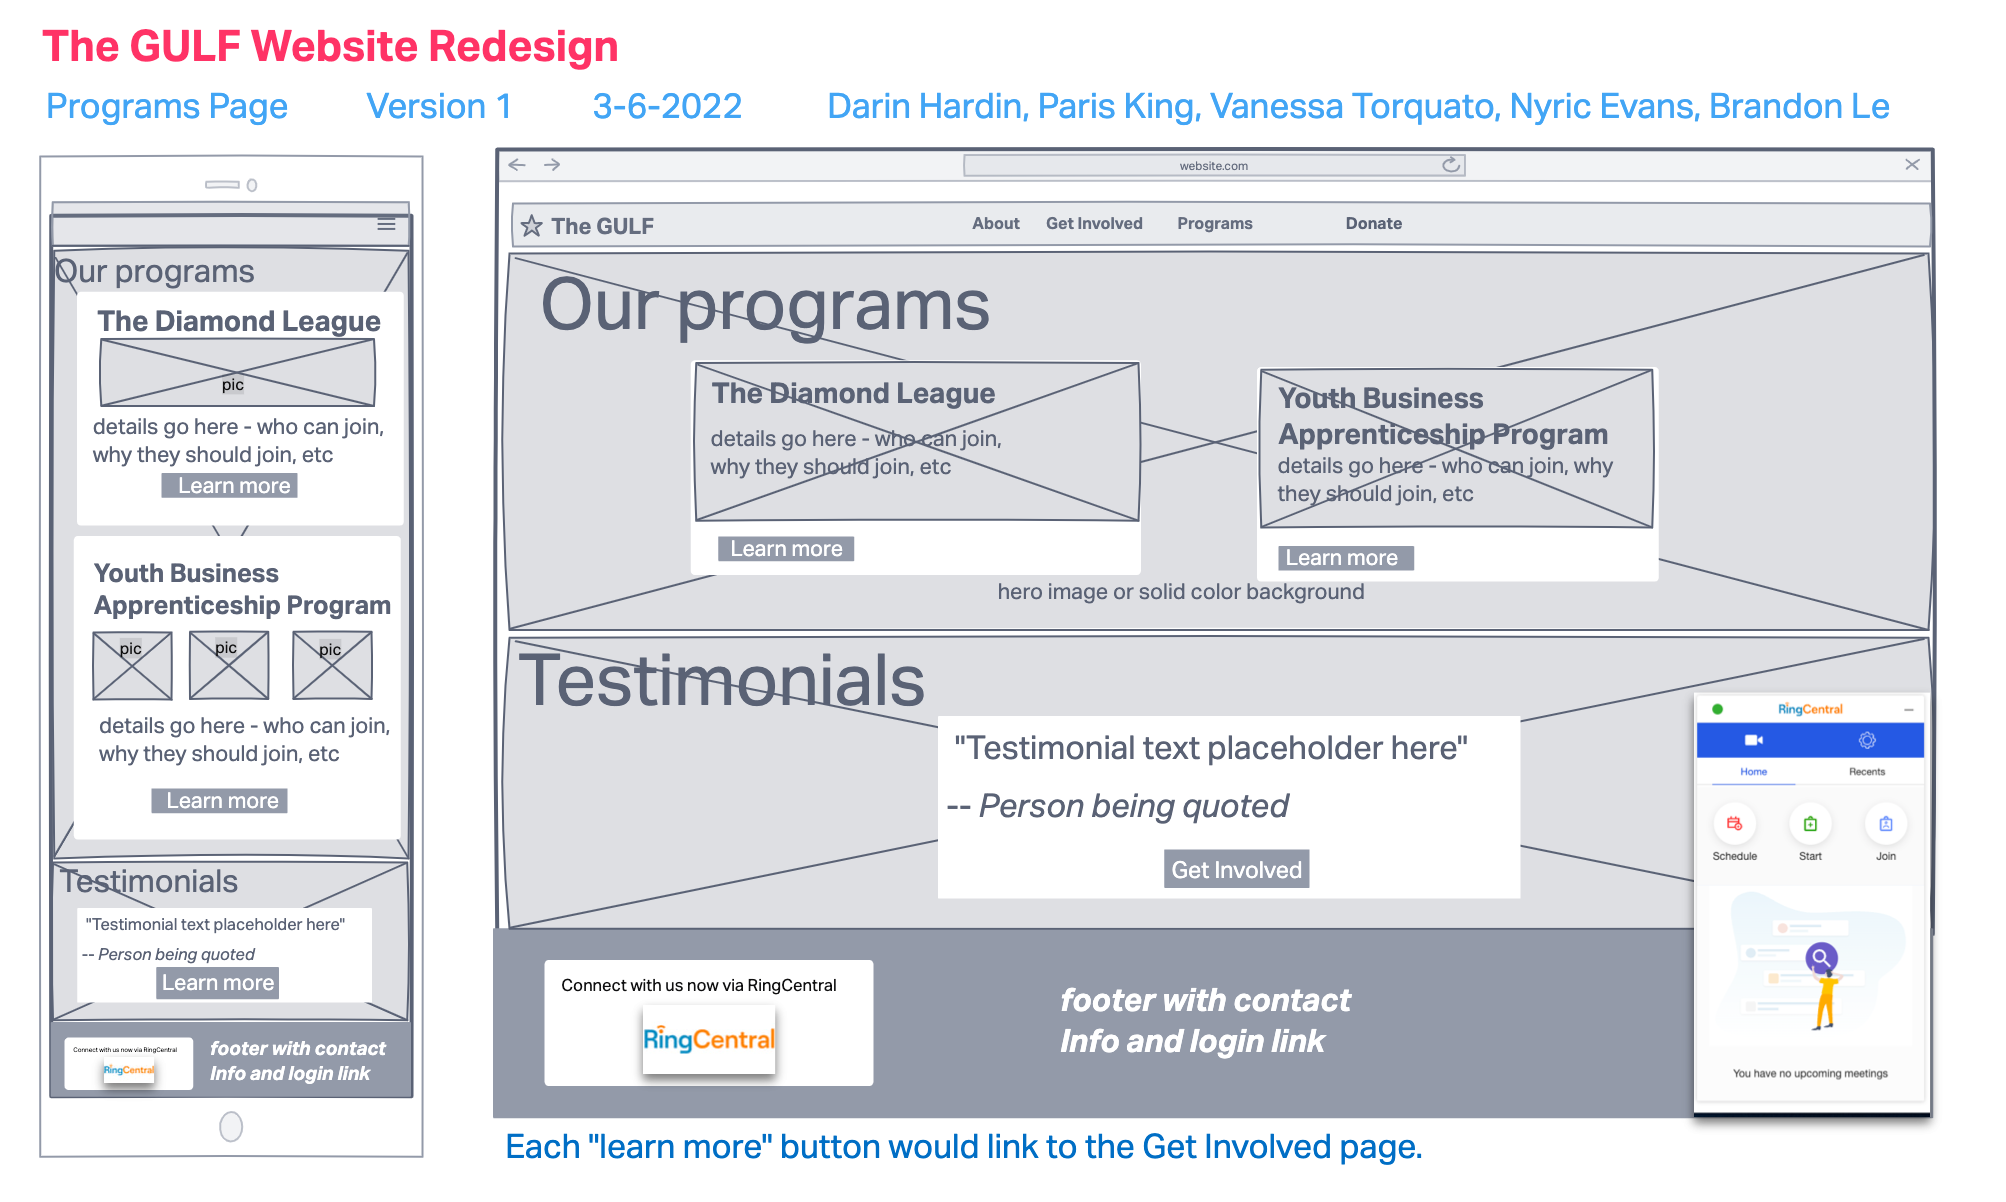 The GULF Website Redesign
Programs Page Version 1 3-6-2022 Darin Hardin, Paris King, Vanessa Torquato, Nyric Evans, Brandon Le
Our programs
The Diamond League
pic
details go here - who can join,
why they should join, etc
Learn more
Youth Business
Apprenticeship Program
pic pic pic
details go here - who can join,
why they should join, etc
Learn more
Testimonials
"Testimonial text placeholder here"
-- Person being quoted
Learn more
Connect with us now via RingCentral
RingCentral
footer with contact
Info and login link
website.com
The GULF About Get Involved Programs Donate
Our programs
The Diamond League
details go here - who can join,
why they should join, etc
Learn more
Youth Business
Apprenticeship Program
details go here - who can join, why
they should join, etc
Learn more
hero image or solid color background
Testimonials
"Testimonial text placeholder here"
-- Person being quoted
Get Involved
RingCentral
Home Recents
Schedule Start Join
You have no upcoming meetings
Connect with us now via RingCentral
RingCentral
footer with contact
Info and login link
Each "learn more" button would link to the Get Involved page.